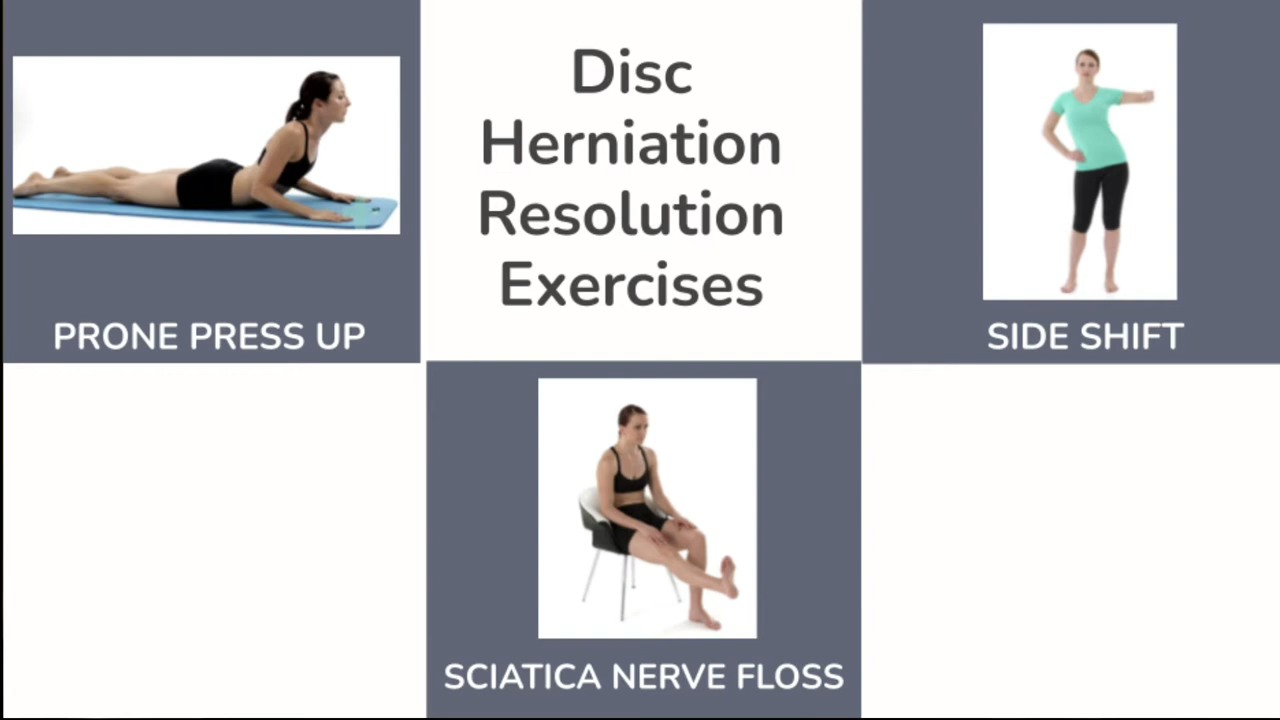 Disc
Herniation
Resolution
Exercises
PRONE PRESS UP
SIDE SHIFT
SCIATICA NERVE FLOSS